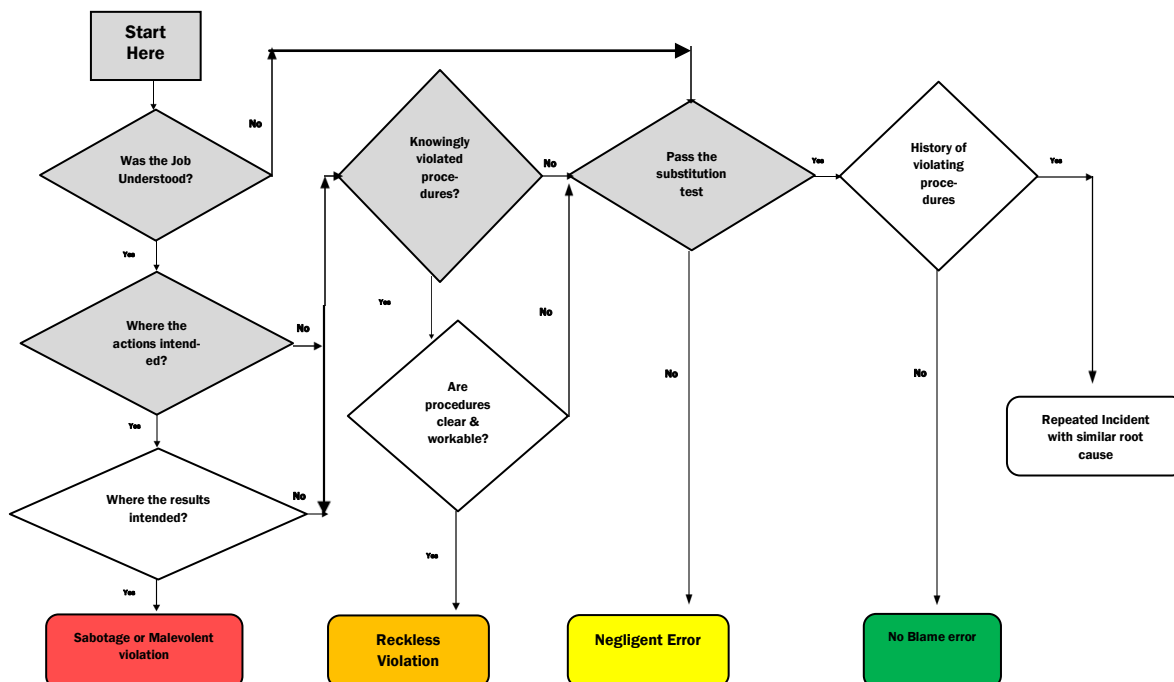 Start
Here
No
Was the Job
Understood?
Yes
Where the
actions intend-
ed?
No
Yes
Where the results
intended?
No
Yes
Sabotage or Malevolent
violation
Knowingly
violated
proce-
dures?
No
Yes
Are
procedures
clear &
workable?
No
Yes
Reckless
Violation
Pass the
substitution
test
Yes
No
Negligent Error
History of
violating
proce-
dures
Yes
No
No Blame error
Repeated Incident
with similar root
cause